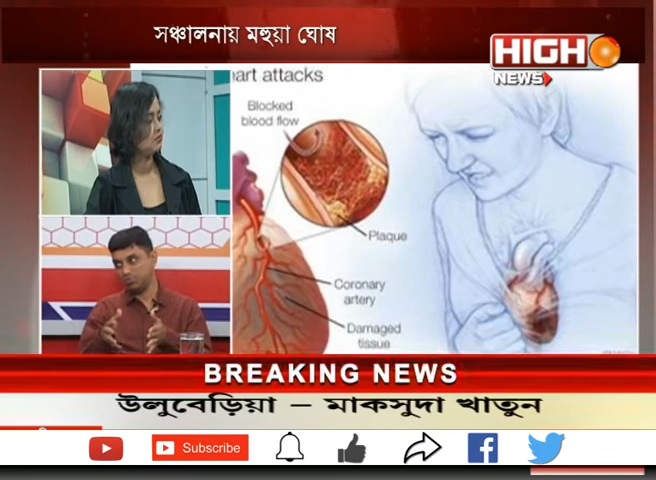 সঞ্চালনায় মহুয়া ঘোষ
HIGH
NEWS
art attacks
Blocked
blood flow
Plaque
Coronary
artery
Damaged
tissue
BREAKING NEWS
উলুবেড়িয়া – মাকসুদা খাতুন
Subscribe